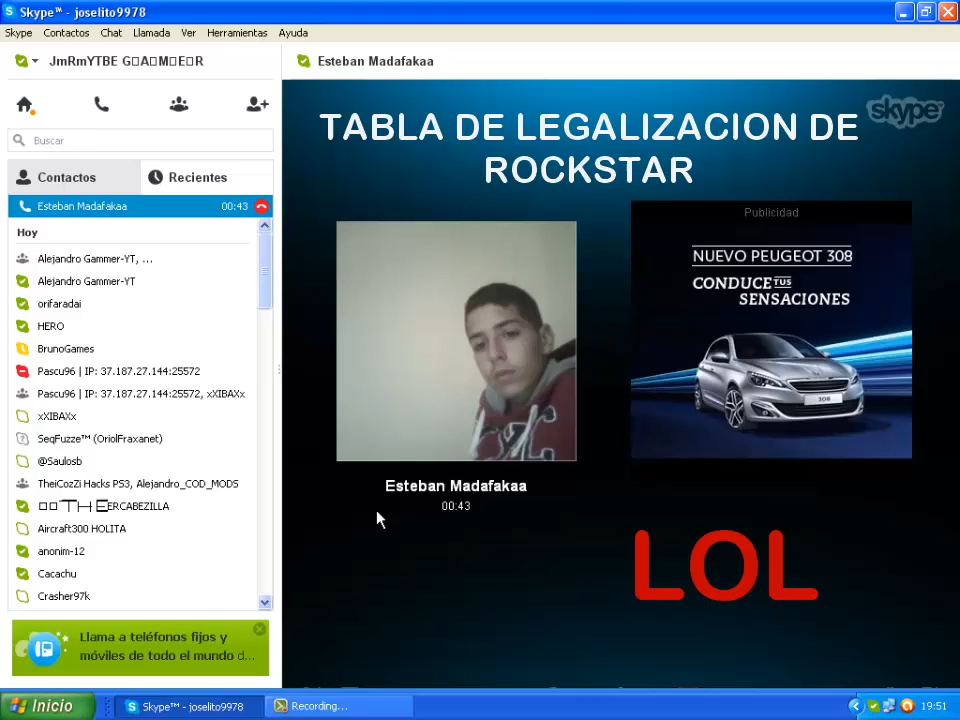 Skype™ - joselito9978
Skype Contactos Chat Llamada Ver Herramientas Ayuda
JmRmYTBE G□A□M□E□R
Esteban Madafakaa
Buscar
Contactos
Recientes
Esteban Madafakaa 00:43
Hoy
Alejandro Gammer-YT, ...
Alejandro Gammer-YT
orifaradai
HERO
BrunoGames
Pascu96 | IP: 37.187.27.144:25572
Pascu96 | IP: 37.187.27.144:25572, xXIBAXx
xXIBAXx
SeqFuzze™ (OriolFraxanet)
@Saulosb
TheiCozZi Hacks PS3, Alejandro_COD_MODS
ERCABEZILLA
Aircraft300 HOLITA
anonim-12
Cacachu
Crasher97k
Llama a teléfonos fijos y
móviles de todo el mundo d...
TABLA DE LEGALIZACION DE
ROCKSTAR
skype
Publicidad
NUEVO PEUGEOT 308
CONDUCE TUS
SENSACIONES
308
Esteban Madafakaa
00:43
LOL
Inicio
Skype™ - joselito9978
Recording...
19:51